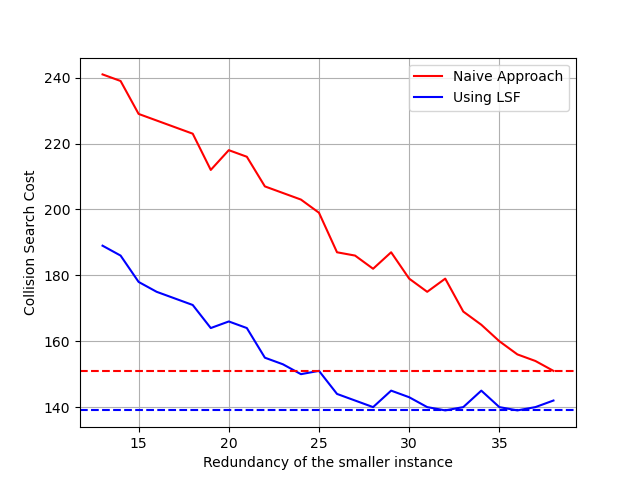 Naive Approach
Using LSF
Collision Search Cost
240
220
200
180
160
140
15 20 25 30 35
Redundancy of the smaller instance